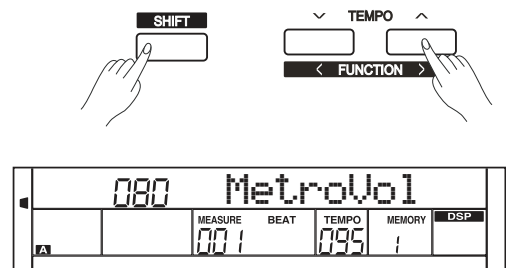 SHIFT
TEMPO
< FUNCTION >
080 MetroVol
MEASURE BEAT TEMPO MEMORY DSP
A 001 095 1